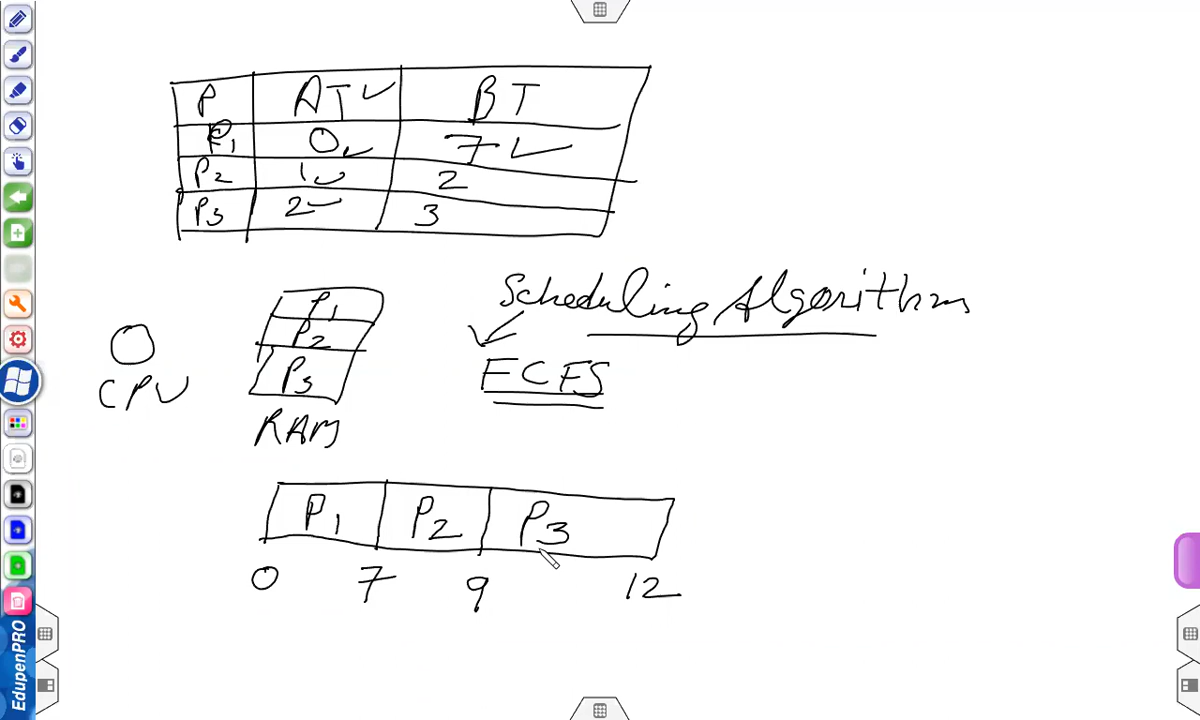 P AT BT
P1 0 7
P2 1 2
P3 2 3
Scheduling Algorithms
P1
P2
P3
CPU
RAM
FCFS
P1 P2 P3
0 7 9 12
EdupenPRO